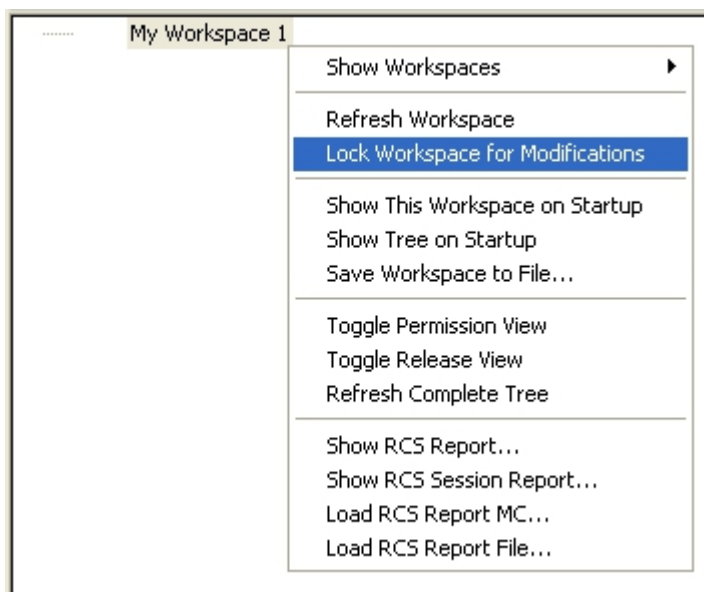 My Workspace 1
Show Workspaces
Refresh Workspace
Lock Workspace for Modifications
Show This Workspace on Startup
Show Tree on Startup
Save Workspace to File...
Toggle Permission View
Toggle Release View
Refresh Complete Tree
Show RCS Report...
Show RCS Session Report...
Load RCS Report MC...
Load RCS Report File...